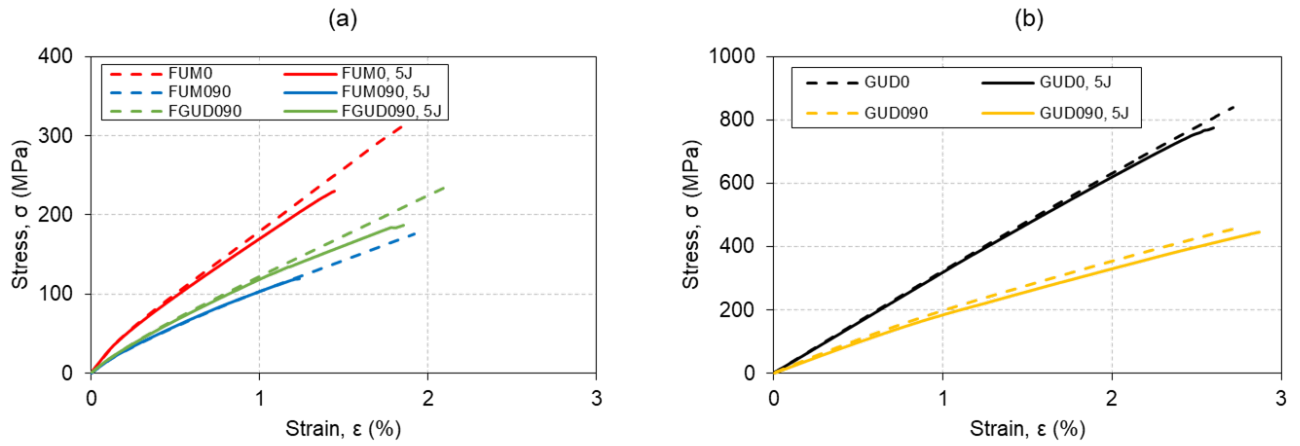 (a)
400
300
200
100
0
0 1 2 3
Stress, σ (MPa)
Strain, ε (%)
FUM0 FUM0, 5J
FUM090 FUM090, 5J
FGUD090 FGUD090, 5J
(b)
1000
800
600
400
200
0
0 1 2 3
Stress, σ (MPa)
Strain, ε (%)
GUD0 GUD0, 5J
GUD090 GUD090, 5J